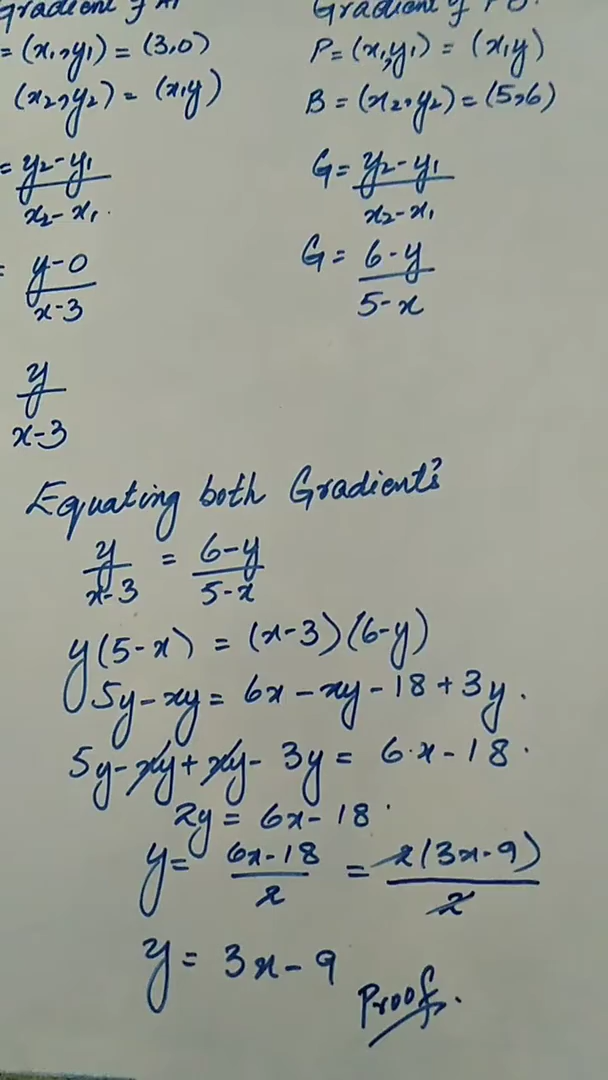 Gradient of AP
= (x₁,y₁) = (3,0)
(x₂,y₂) = (x,y)
= y₂-y₁ / x₂-x₁.
= y-0 / x-3
y / x-3
Gradient of PB
P = (x₁,y₁) = (x,y)
B = (x₂,y₂) = (5,6)
G = y₂-y₁ / x₂-x₁
G = 6-y / 5-x
Equating both Gradients
y / x-3 = 6-y / 5-x
y(5-x) = (x-3)(6-y)
5y-xy = 6x-xy-18+3y.
5y-xy+xy-3y = 6x-18.
2y = 6x-18.
y = 6x-18 / 2 = 2(3x-9) / 2
y = 3x-9
Proof.